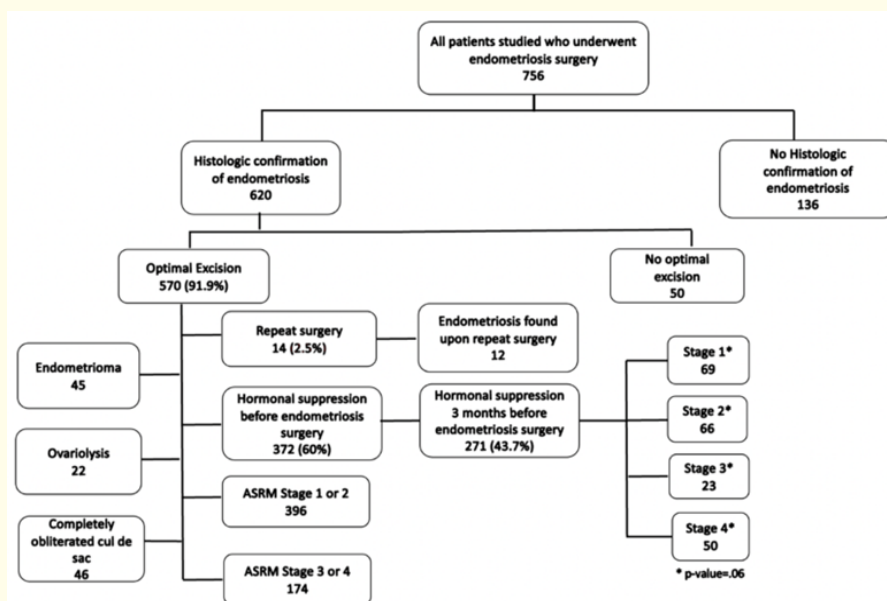 All patients studied who underwent
endometriosis surgery
756
Histologic confirmation
of endometriosis
620
No Histologic
confirmation of
endometriosis
136
Optimal Excision
570 (91.9%)
No optimal
excision
50
Repeat surgery
14 (2.5%)
Endometriosis found
upon repeat surgery
12
Stage 1*
69
Endometrioma
45
Hormonal suppression
before endometriosis
surgery
372 (60%)
Hormonal suppression
3 months before
endometriosis surgery
271 (43.7%)
Stage 2*
66
Ovariolysis
22
Stage 3*
23
ASRM Stage 1 or 2
396
Completely
obliterated cul de
sac
46
Stage 4*
50
ASRM Stage 3 or 4
174
* p-value=.06